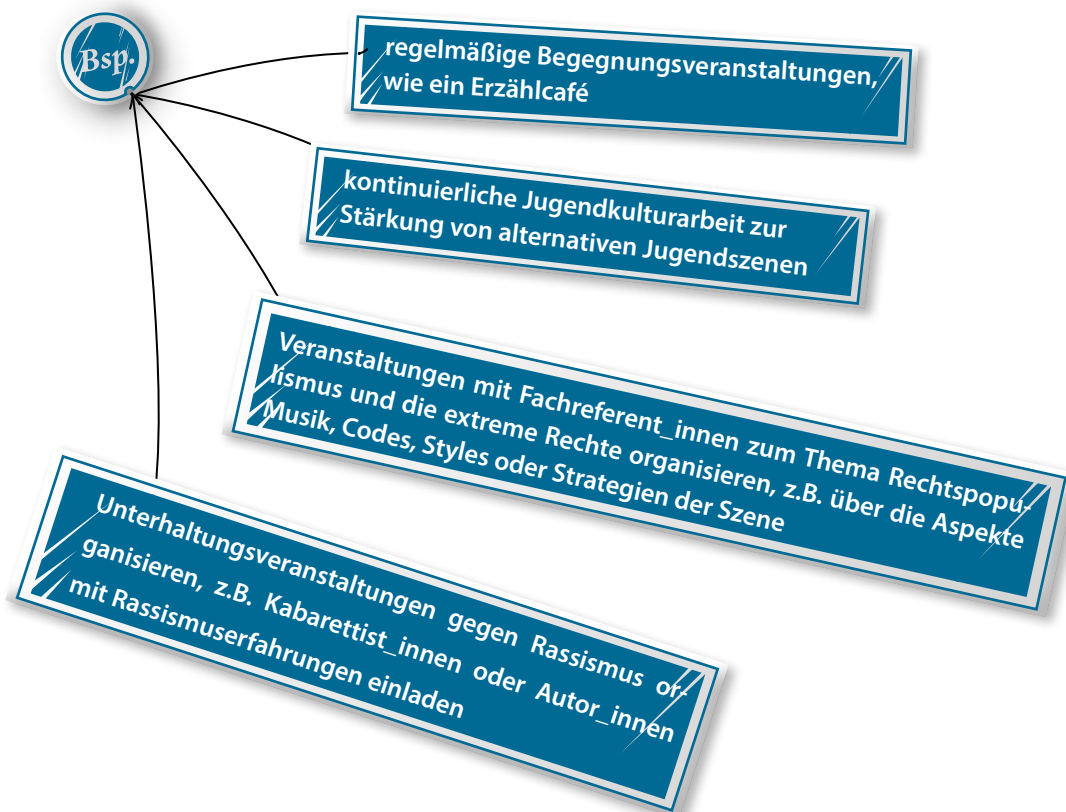 Bsp.
regelmäßige Begegnungsveranstaltungen,
wie ein Erzählcafé
kontinuierliche Jugendkulturarbeit zur
Stärkung von alternativen Jugendszenen
Veranstaltungen mit Fachreferent_innen zum Thema Rechtspopu-
lismus und die extreme Rechte organisieren, z.B. über die Aspekte
Musik, Codes, Styles oder Strategien der Szene
Unterhaltungsveranstaltungen gegen Rassismus or-
ganisieren, z.B. Kabarettist_innen oder Autor_innen
mit Rassismuserfahrungen einladen